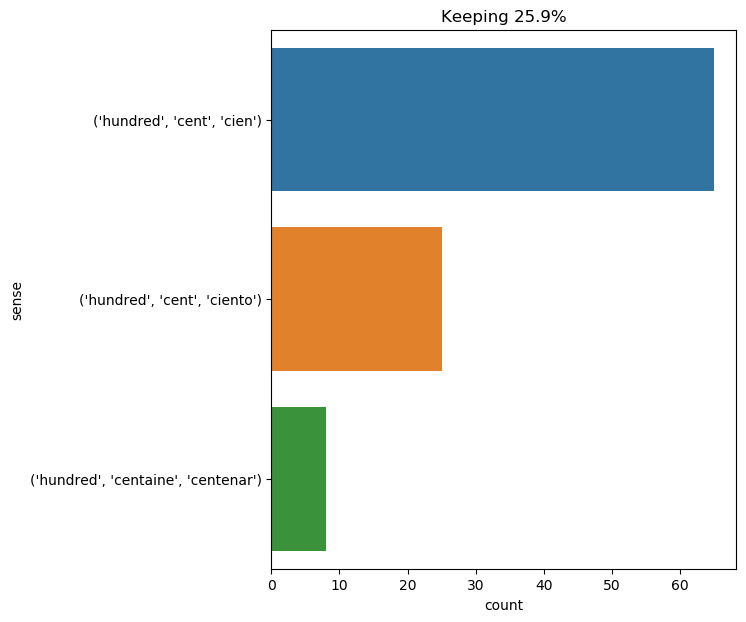 Keeping 25.9%
('hundred', 'cent', 'cien')
('hundred', 'cent', 'ciento')
('hundred', 'centaine', 'centenar')
sense
0 10 20 30 40 50 60
count